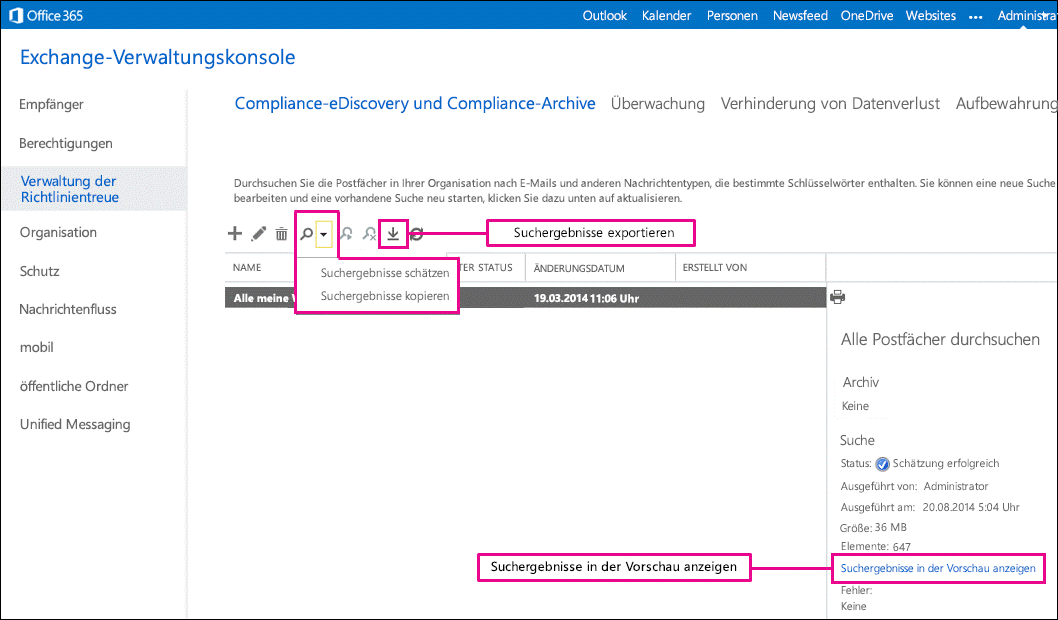 Office 365
Outlook Kalender Personen Newsfeed OneDrive Websites ••• Administra
Exchange-Verwaltungskonsole
Empfänger
Berechtigungen
Verwaltung der
Richtlinientreue
Organisation
Schutz
Nachrichtenfluss
mobil
öffentliche Ordner
Unified Messaging
Compliance-eDiscovery und Compliance-Archive Überwachung Verhinderung von Datenverlust Aufbewahrung
Durchsuchen Sie die Postfächer in Ihrer Organisation nach E-Mails und anderen Nachrichtentypen, die bestimmte Schlüsselwörter enthalten. Sie können eine neue Suche
bearbeiten und eine vorhandene Suche neu starten, klicken Sie dazu unten auf aktualisieren.
Suchergebnisse exportieren
NAME TER STATUS ÄNDERUNGSDATUM ERSTELLT VON
Suchergebnisse schätzen
Suchergebnisse kopieren
Alle meine 19.03.2014 11:06 Uhr
Alle Postfächer durchsuchen
Archiv
Keine
Suche
Status: Schätzung erfolgreich
Ausgeführt von: Administrator
Ausgeführt am: 20.08.2014 5:04 Uhr
Größe: 36 MB
Elemente: 647
Suchergebnisse in der Vorschau anzeigen
Suchergebnisse in der Vorschau anzeigen
Fehler:
Keine